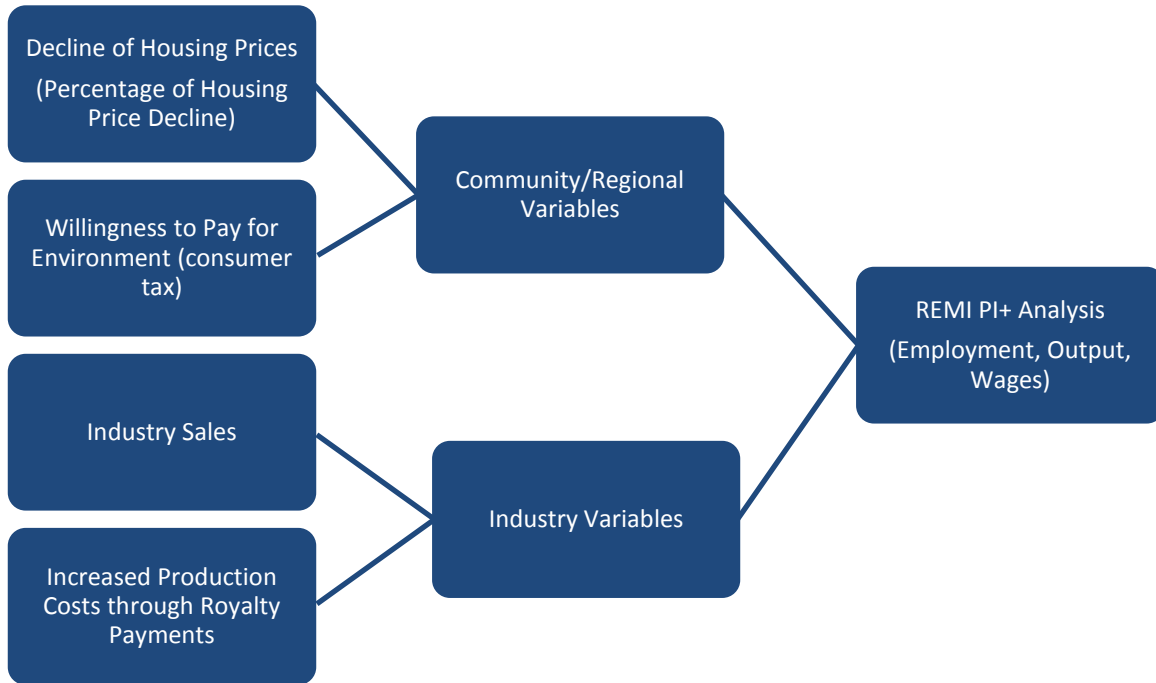 Decline of Housing Prices
(Percentage of Housing
Price Decline)
Willingness to Pay for
Environment (consumer
tax)
Industry Sales
Increased Production
Costs through Royalty
Payments
Community/Regional
Variables
Industry Variables
REMI PI+ Analysis
(Employment, Output,
Wages)